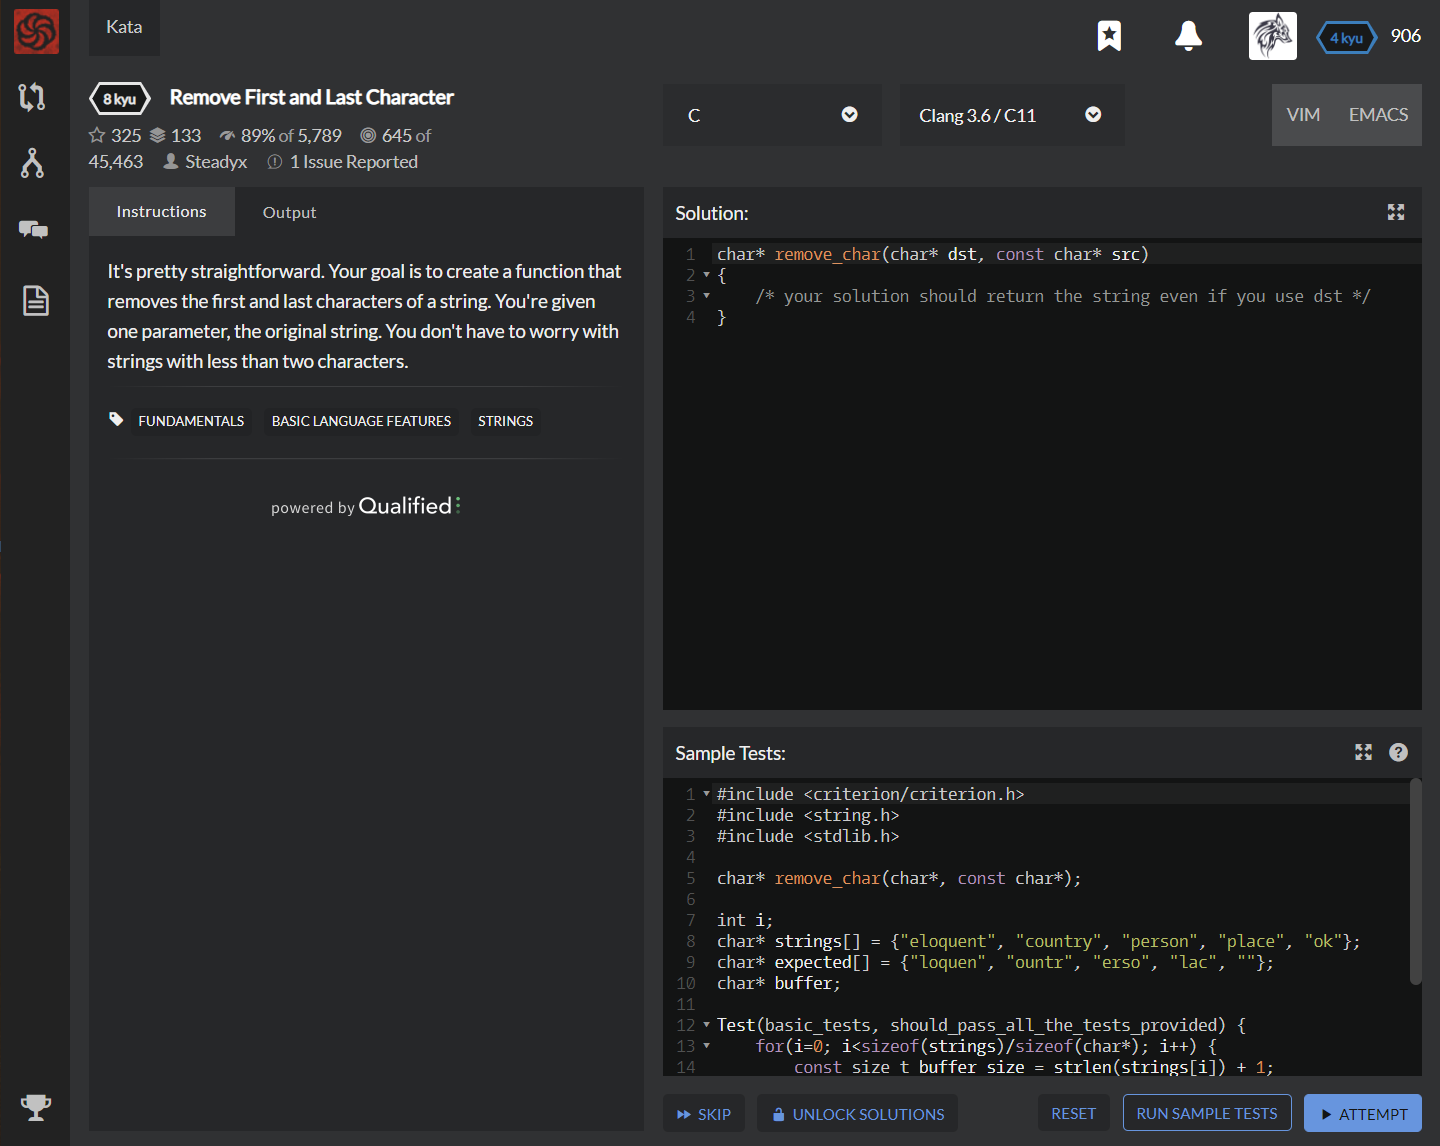 Kata
4 kyu 906
8 kyu Remove First and Last Character
325 133 89% of 5,789 645 of
45,463 Steadyx 1 Issue Reported
C
Clang 3.6 / C11
VIM EMACS
Instructions Output
It's pretty straightforward. Your goal is to create a function that
removes the first and last characters of a string. You're given
one parameter, the original string. You don't have to worry with
strings with less than two characters.
FUNDAMENTALS BASIC LANGUAGE FEATURES STRINGS
powered by Qualified
Solution:
1 char* remove_char(char* dst, const char* src)
2 {
3 /* your solution should return the string even if you use dst */
4 }
Sample Tests:
1 #include <criterion/criterion.h>
2 #include <string.h>
3 #include <stdlib.h>
4
5 char* remove_char(char*, const char*);
6
7 int i;
8 char* strings[] = {"eloquent", "country", "person", "place", "ok"};
9 char* expected[] = {"loquen", "ountr", "erso", "lac", ""};
10 char* buffer;
11
12 Test(basic_tests, should_pass_all_the_tests_provided) {
13 for(i=0; i<sizeof(strings)/sizeof(char*); i++) {
14 const size_t buffer_size = strlen(strings[i]) + 1;
SKIP UNLOCK SOLUTIONS RESET RUN SAMPLE TESTS ATTEMPT